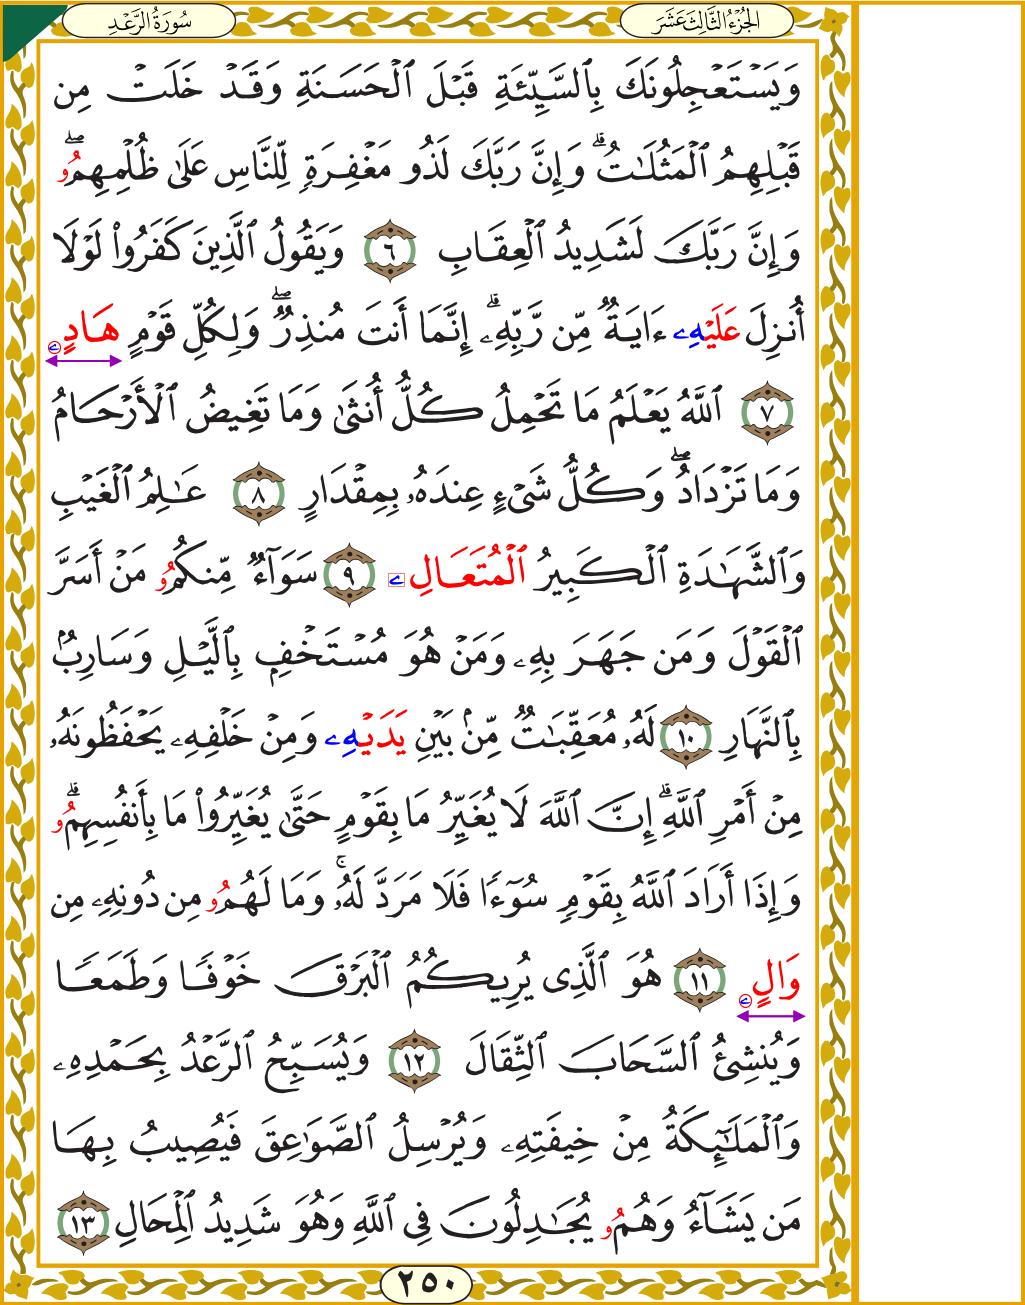 سُورَةُ الرَّعْدِ
الجُزْءُ الثَّالِثَ عَشَرَ
وَيَسْتَعْجِلُونَكَ بِٱلسَّيِّئَةِ قَبْلَ ٱلْحَسَنَةِ وَقَدْ خَلَتْ مِن
قَبْلِهِمُ ٱلْمَثُلَٰتُۗ وَإِنَّ رَبَّكَ لَذُو مَغْفِرَةٍ لِّلنَّاسِ عَلَىٰ ظُلْمِهِمُۥۖ
وَإِنَّ رَبَّكَ لَشَدِيدُ ٱلْعِقَابِ ٦ وَيَقُولُ ٱلَّذِينَ كَفَرُوا۟ لَوْلَا
أُنزِلَ عَلَيْهِۦ ءَايَةٌ مِّن رَّبِّهِۦۗ إِنَّمَا أَنتَ مُنذِرٌۖ وَلِكُلِّ قَوْمٍ هَادٍۦ
٧ ٱللَّهُ يَعْلَمُ مَا تَحْمِلُ كُلُّ أُنثَىٰ وَمَا تَغِيضُ ٱلْأَرْحَامُ
وَمَا تَزْدَادُۖ وَكُلُّ شَىْءٍ عِندَهُۥ بِمِقْدَارٍ ٨ عَٰلِمُ ٱلْغَيْبِ
وَٱلشَّهَٰدَةِ ٱلْكَبِيرُ ٱلْمُتَعَالِۦ ٩ سَوَآءٌ مِّنكُمُۥ مَنْ أَسَرَّ
ٱلْقَوْلَ وَمَن جَهَرَ بِهِۦ وَمَنْ هُوَ مُسْتَخْفٍۭ بِٱلَّيْلِ وَسَارِبٌۢ
بِٱلنَّهَارِ ١٠ لَهُۥ مُعَقِّبَٰتٌ مِّنۢ بَيْنِ يَدَيْهِۦ وَمِنْ خَلْفِهِۦ يَحْفَظُونَهُۥ
مِنْ أَمْرِ ٱللَّهِۗ إِنَّ ٱللَّهَ لَا يُغَيِّرُ مَا بِقَوْمٍ حَتَّىٰ يُغَيِّرُوا۟ مَا بِأَنفُسِهِمُۥۗ
وَإِذَا أَرَادَ ٱللَّهُ بِقَوْمٍ سُوٓءًا فَلَا مَرَدَّ لَهُۥۚ وَمَا لَهُمُۥ مِن دُونِهِۦ مِن
وَالٍۦ ١١ هُوَ ٱلَّذِى يُرِيكُمُ ٱلْبَرْقَ خَوْفًا وَطَمَعًا
وَيُنشِئُ ٱلسَّحَابَ ٱلثِّقَالَ ١٢ وَيُسَبِّحُ ٱلرَّعْدُ بِحَمْدِهِۦ
وَٱلْمَلَٰٓئِكَةُ مِنْ خِيفَتِهِۦ وَيُرْسِلُ ٱلصَّوَٰعِقَ فَيُصِيبُ بِهَا
مَن يَشَآءُ وَهُمُۥ يُجَٰدِلُونَ فِى ٱللَّهِ وَهُوَ شَدِيدُ ٱلْمِحَالِ ١٣
٢٥٠